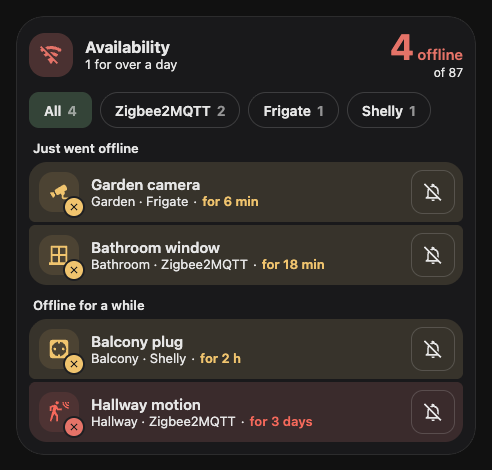 Availability
1 for over a day
4 offline
of 87
All 4
Zigbee2MQTT 2
Frigate 1
Shelly 1
Just went offline
Garden camera
Garden · Frigate · for 6 min
Bathroom window
Bathroom · Zigbee2MQTT · for 18 min
Offline for a while
Balcony plug
Balcony · Shelly · for 2 h
Hallway motion
Hallway · Zigbee2MQTT · for 3 days